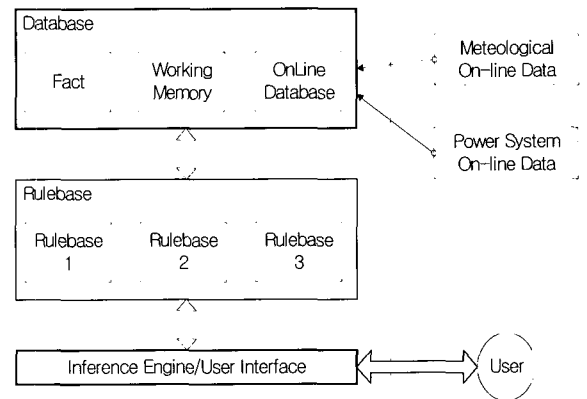 Database
Fact
Working
Memory
OnLine
Database
Meteological
On-line Data
Power System
On-line Data
Rulebase
Rulebase
1
Rulebase
2
Rulebase
3
Inference Engine/User Interface
User